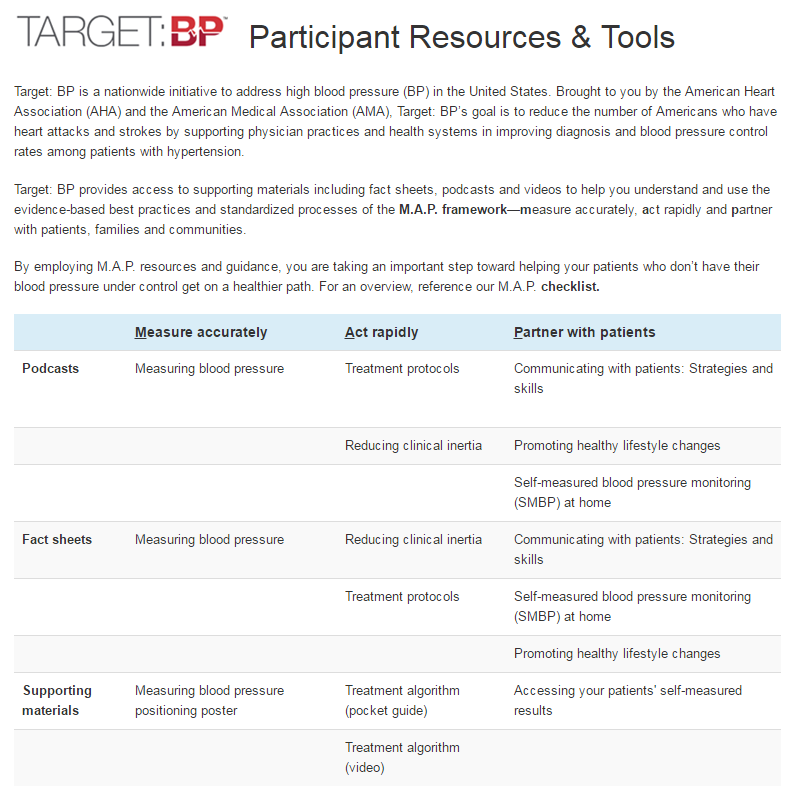 TARGET:BP™ Participant Resources & Tools
Target: BP is a nationwide initiative to address high blood pressure (BP) in the United States. Brought to you by the American Heart
Association (AHA) and the American Medical Association (AMA), Target: BP's goal is to reduce the number of Americans who have
heart attacks and strokes by supporting physician practices and health systems in improving diagnosis and blood pressure control
rates among patients with hypertension.
Target: BP provides access to supporting materials including fact sheets, podcasts and videos to help you understand and use the
evidence-based best practices and standardized processes of the M.A.P. framework—measure accurately, act rapidly and partner
with patients, families and communities.
By employing M.A.P. resources and guidance, you are taking an important step toward helping your patients who don't have their
blood pressure under control get on a healthier path. For an overview, reference our M.A.P. checklist.
Measure accurately Act rapidly Partner with patients
Podcasts Measuring blood pressure Treatment protocols Communicating with patients: Strategies and
skills
Reducing clinical inertia Promoting healthy lifestyle changes
Self-measured blood pressure monitoring
(SMBP) at home
Fact sheets Measuring blood pressure Reducing clinical inertia Communicating with patients: Strategies and
skills
Treatment protocols Self-measured blood pressure monitoring
(SMBP) at home
Promoting healthy lifestyle changes
Supporting Measuring blood pressure Treatment algorithm Accessing your patients' self-measured
materials positioning poster (pocket guide) results
Treatment algorithm
(video)